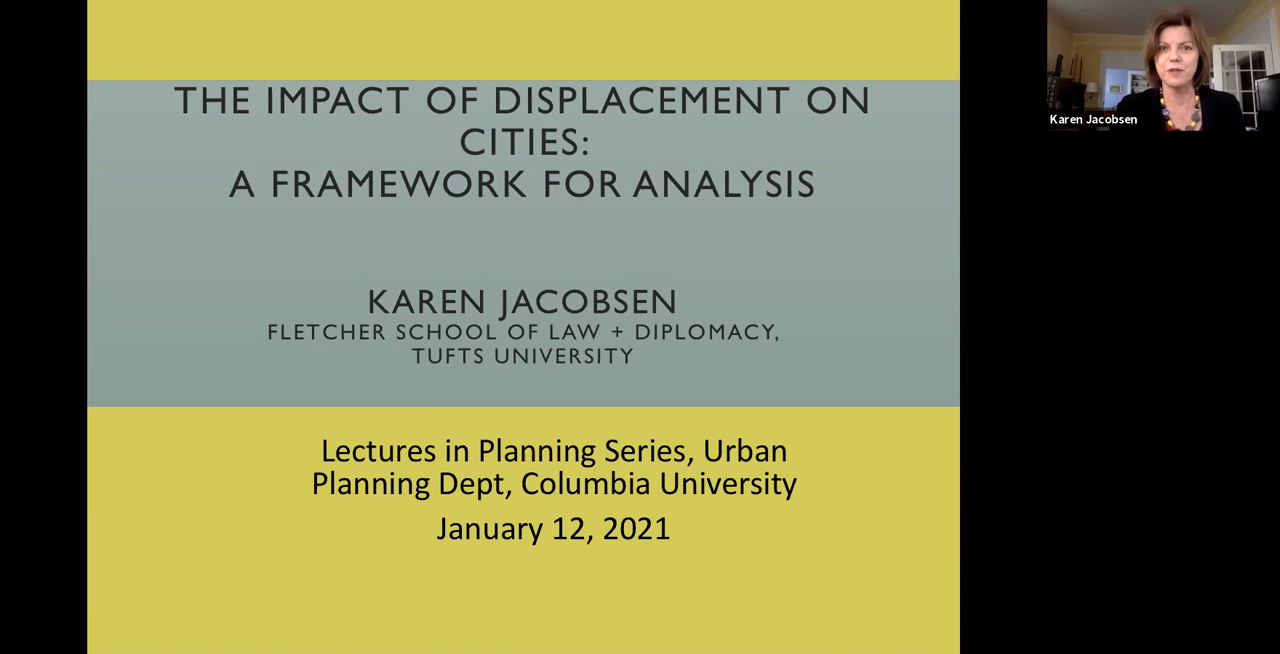 THE IMPACT OF DISPLACEMENT ON
CITIES:
A FRAMEWORK FOR ANALYSIS
KAREN JACOBSEN
FLETCHER SCHOOL OF LAW + DIPLOMACY,
TUFTS UNIVERSITY
Lectures in Planning Series, Urban
Planning Dept, Columbia University
January 12, 2021
Karen Jacobsen